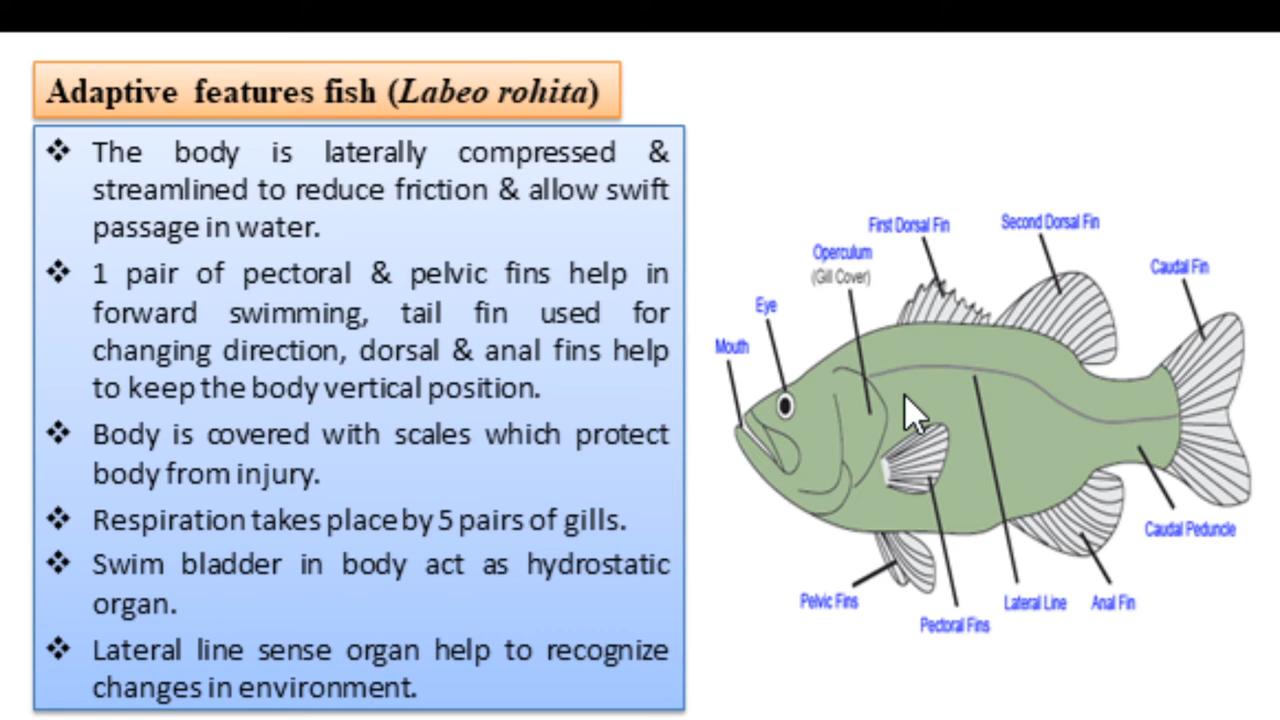 Adaptive features fish (Labeo rohita)
❖ The body is laterally compressed &
streamlined to reduce friction & allow swift
passage in water.
❖ 1 pair of pectoral & pelvic fins help in
forward swimming, tail fin used for
changing direction, dorsal & anal fins help
to keep the body vertical position.
❖ Body is covered with scales which protect
body from injury.
❖ Respiration takes place by 5 pairs of gills.
❖ Swim bladder in body act as hydrostatic
organ.
❖ Lateral line sense organ help to recognize
changes in environment.
First Dorsal Fin
Second Dorsal Fin
Operculum
(Gill Cover)
Caudal Fin
Eye
Mouth
Caudal Peduncle
Pelvic Fins
Lateral Line
Anal Fin
Pectoral Fins